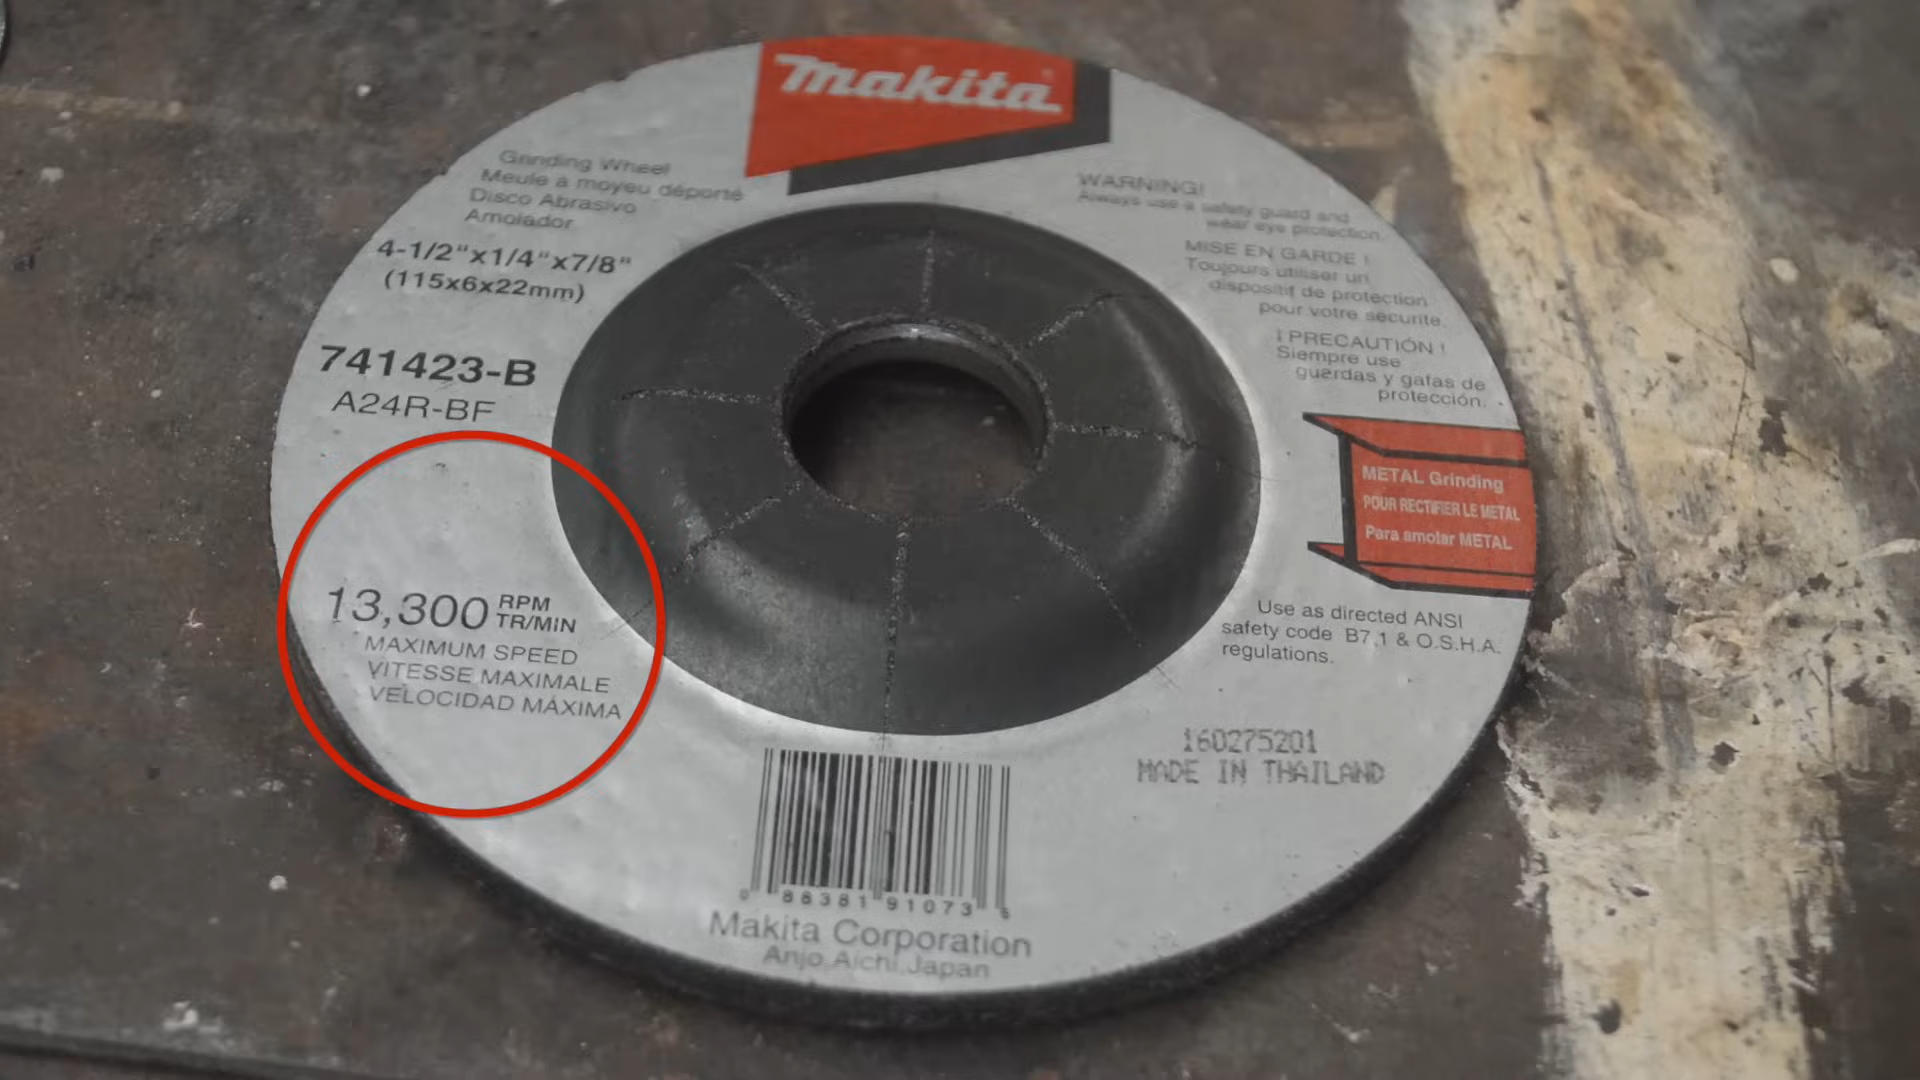 makita
Grinding Wheel
Meule à moyeu déporté
Disco Abrasivo
Amolador
4-1/2"x1/4"x7/8"
(115x6x22mm)
741423-B
A24R-BF
13,300 RPM
TR/MIN
MAXIMUM SPEED
VITESSE MAXIMALE
VELOCIDAD MÁXIMA
WARNING!
Always use a safety guard and
wear eye protection.
MISE EN GARDE !
Toujours utiliser un
dispositif de protection
pour votre sécurité.
¡ PRECAUTIÓN !
Siempre use
guardas y gafas de
protección.
METAL Grinding
POUR RECTIFIER LE METAL
Para amolar METAL
Use as directed ANSI
safety code B7,1 & O.S.H.A.
regulations.
160275201
MADE IN THAILAND
0 88381 91073 6
Makita Corporation
Anjo, Aichi, Japan